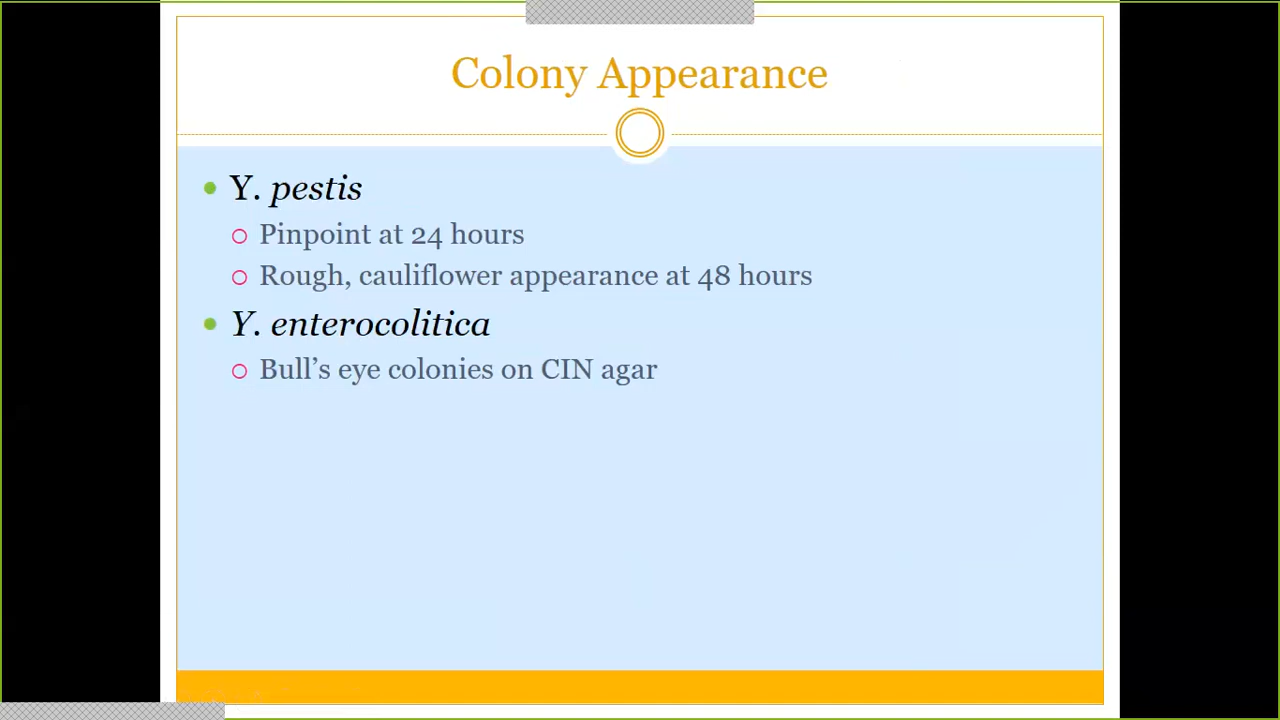 Colony Appearance
Y. pestis
Pinpoint at 24 hours
Rough, cauliflower appearance at 48 hours
Y. enterocolitica
Bull’s eye colonies on CIN agar